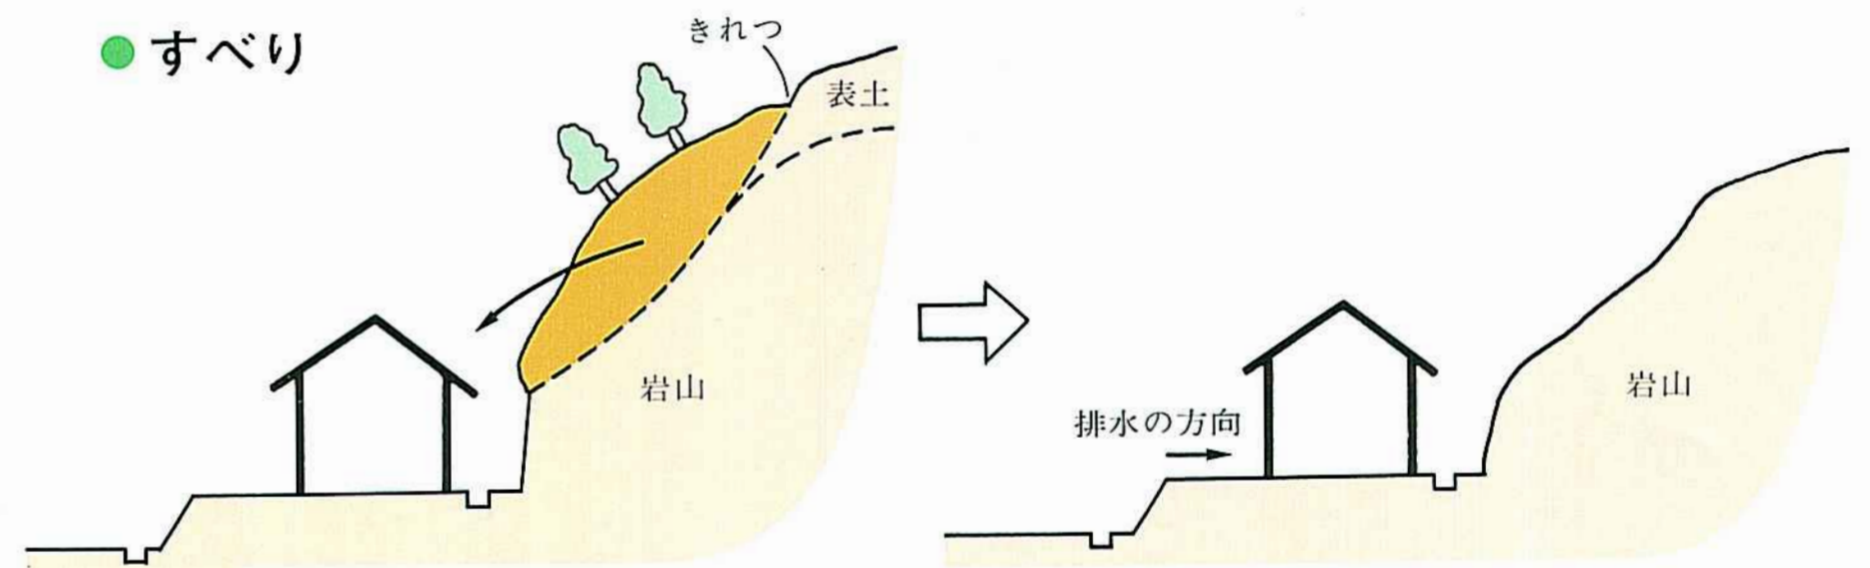 すべり
きれつ
表土
岩山
排水の方向
岩山